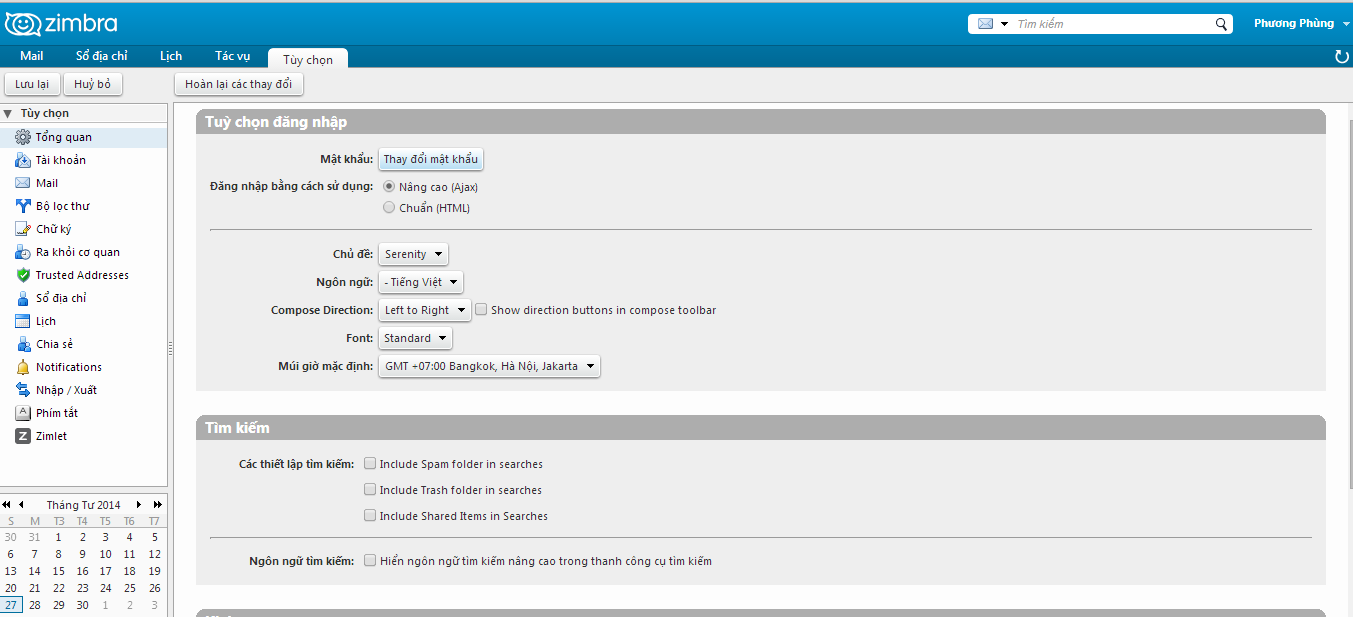 zimbra
Tìm kiếm
Phương Phùng
Mail Sổ địa chỉ Lịch Tác vụ Tùy chọn
Lưu lại Huỷ bỏ Hoàn lại các thay đổi
Tùy chọn
Tổng quan
Tài khoản
Mail
Bộ lọc thư
Chữ ký
Ra khỏi cơ quan
Trusted Addresses
Sổ địa chỉ
Lịch
Chia sẻ
Notifications
Nhập / Xuất
Phím tắt
Zimlet
Tháng Tư 2014
S M T3 T4 T5 T6 T7
30 31 1 2 3 4 5
6 7 8 9 10 11 12
13 14 15 16 17 18 19
20 21 22 23 24 25 26
27 28 29 30 1 2 3
Tuỳ chọn đăng nhập
Mật khẩu: Thay đổi mật khẩu
Đăng nhập bằng cách sử dụng: Nâng cao (Ajax)
Chuẩn (HTML)
Chủ đề: Serenity
Ngôn ngữ: - Tiếng Việt
Compose Direction: Left to Right Show direction buttons in compose toolbar
Font: Standard
Múi giờ mặc định: GMT +07:00 Bangkok, Hà Nội, Jakarta
Tìm kiếm
Các thiết lập tìm kiếm: Include Spam folder in searches
Include Trash folder in searches
Include Shared Items in Searches
Ngôn ngữ tìm kiếm: Hiển ngôn ngữ tìm kiếm nâng cao trong thanh công cụ tìm kiếm